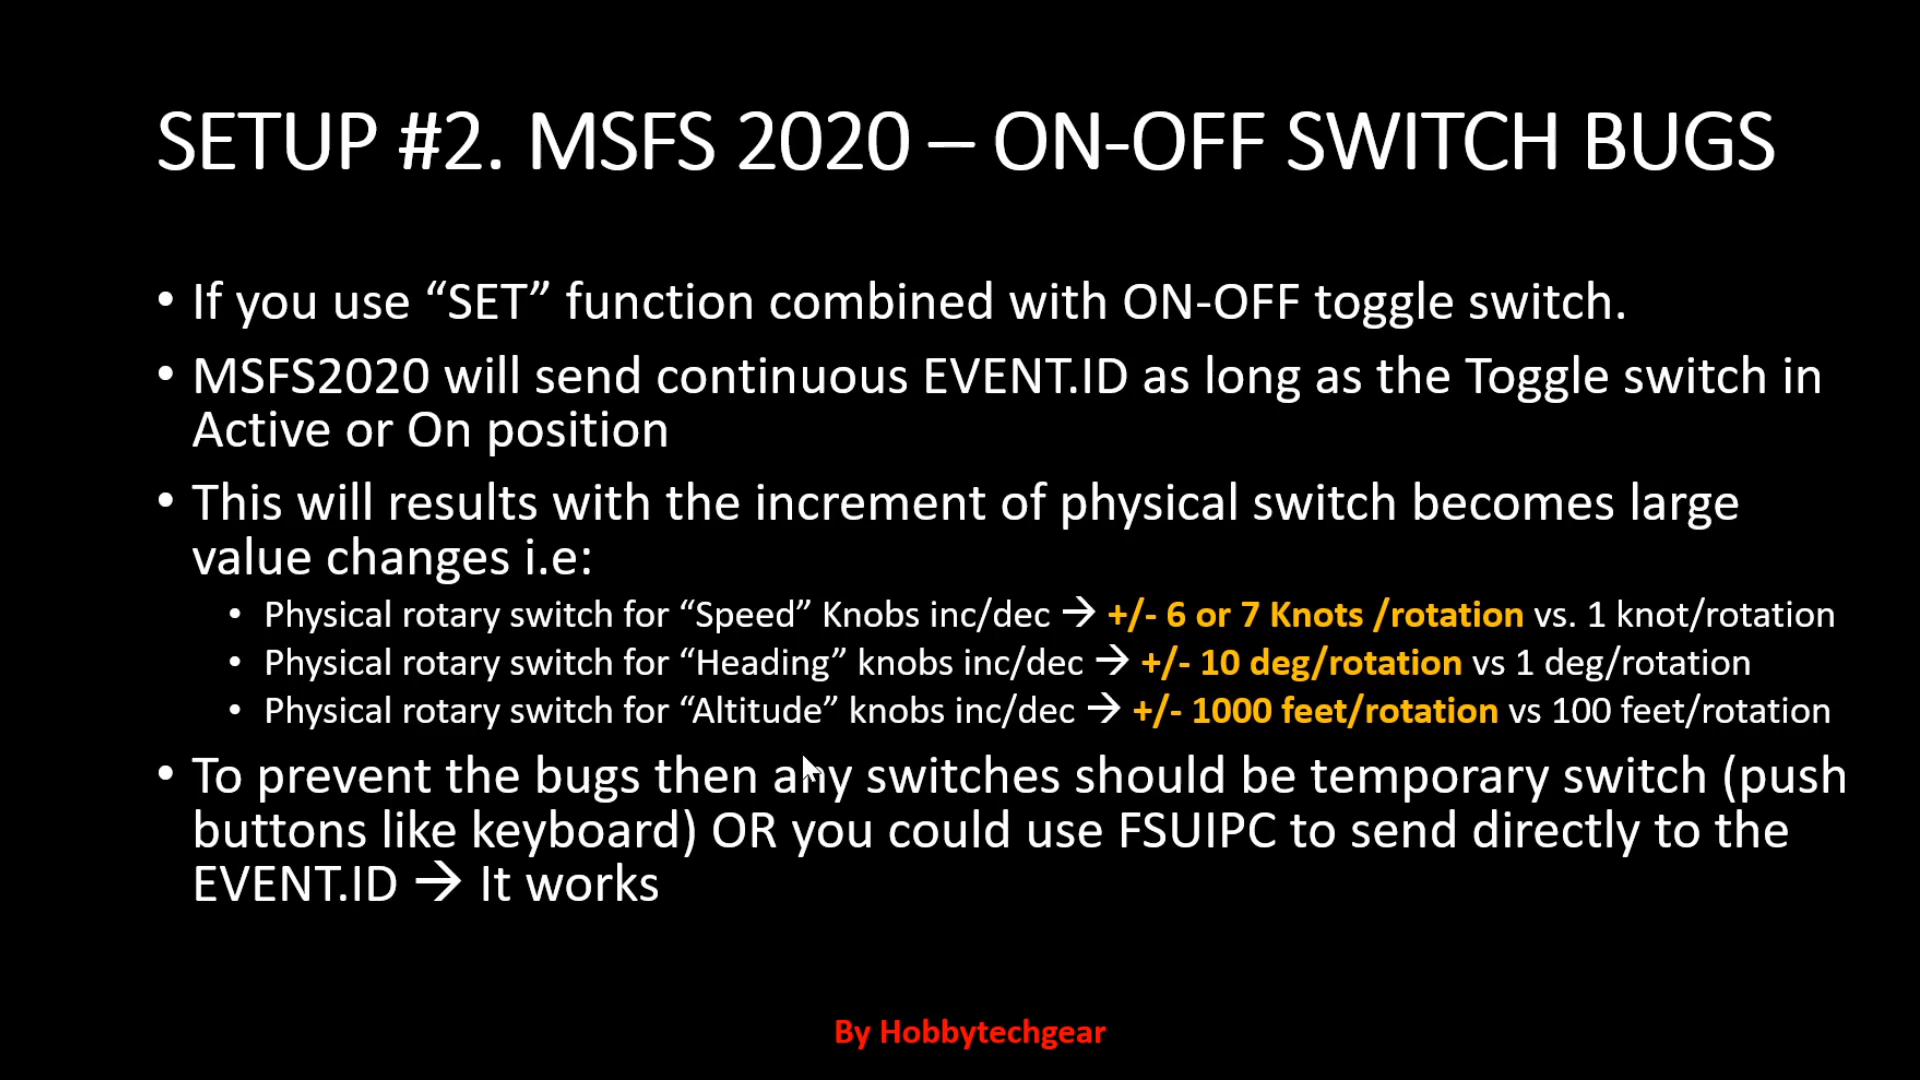 SETUP #2. MSFS 2020 – ON-OFF SWITCH BUGS
• If you use “SET” function combined with ON-OFF toggle switch.
• MSFS2020 will send continuous EVENT.ID as long as the Toggle switch in
Active or On position
• This will results with the increment of physical switch becomes large
value changes i.e:
• Physical rotary switch for “Speed” Knobs inc/dec → +/- 6 or 7 Knots /rotation vs. 1 knot/rotation
• Physical rotary switch for “Heading” knobs inc/dec → +/- 10 deg/rotation vs 1 deg/rotation
• Physical rotary switch for “Altitude” knobs inc/dec → +/- 1000 feet/rotation vs 100 feet/rotation
• To prevent the bugs then any switches should be temporary switch (push
buttons like keyboard) OR you could use FSUIPC to send directly to the
EVENT.ID → It works
By Hobbytechgear